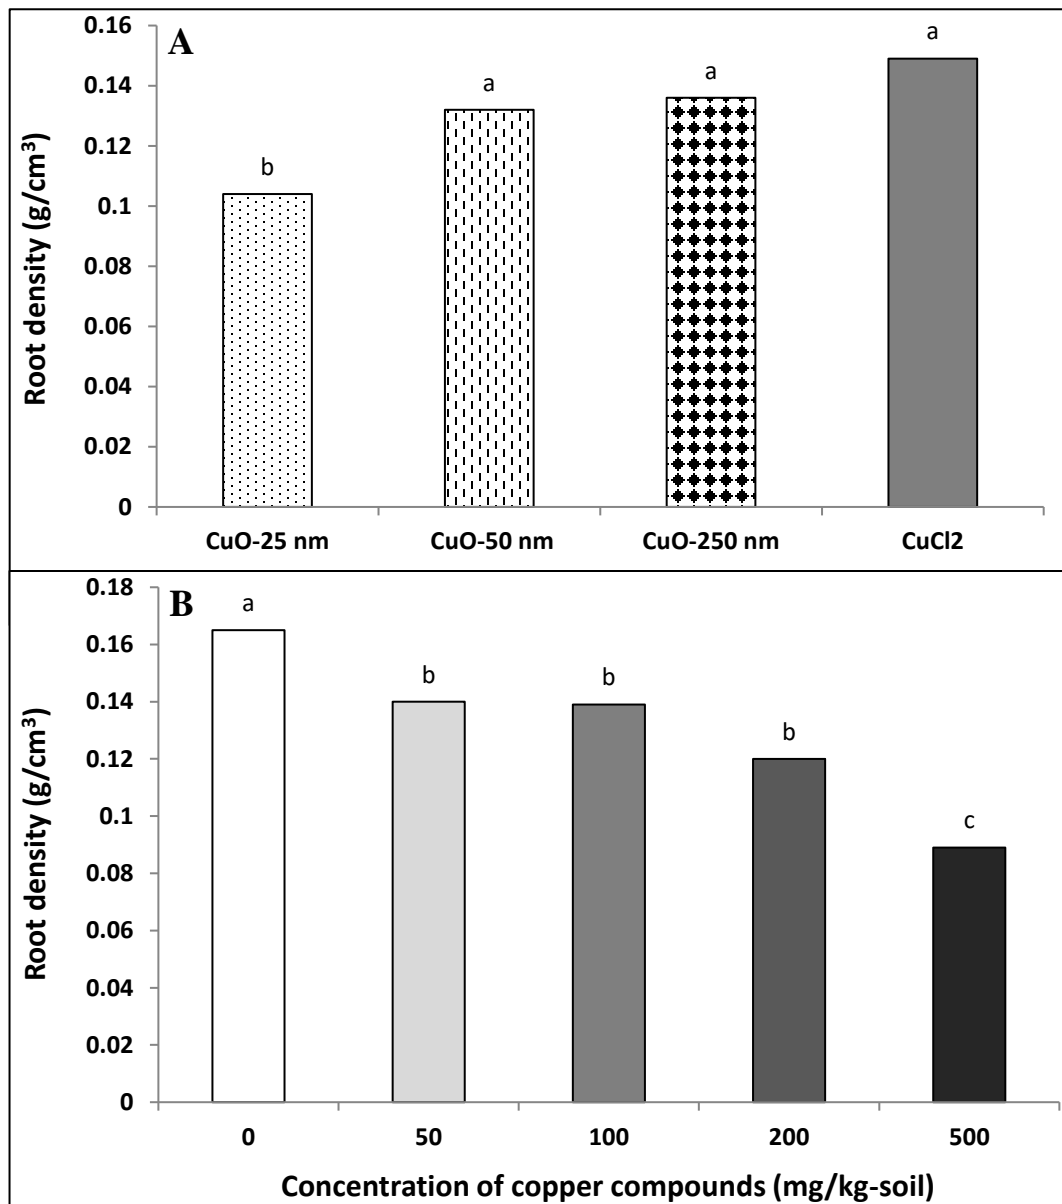 A
Root density (g/cm³)
0.16
0.14
0.12
0.1
0.08
0.06
0.04
0.02
0
b
a
a
a
CuO-25 nm CuO-50 nm CuO-250 nm CuCl2
B
Root density (g/cm³)
0.18
0.16
0.14
0.12
0.1
0.08
0.06
0.04
0.02
0
a
b
b
b
c
0 50 100 200 500
Concentration of copper compounds (mg/kg-soil)